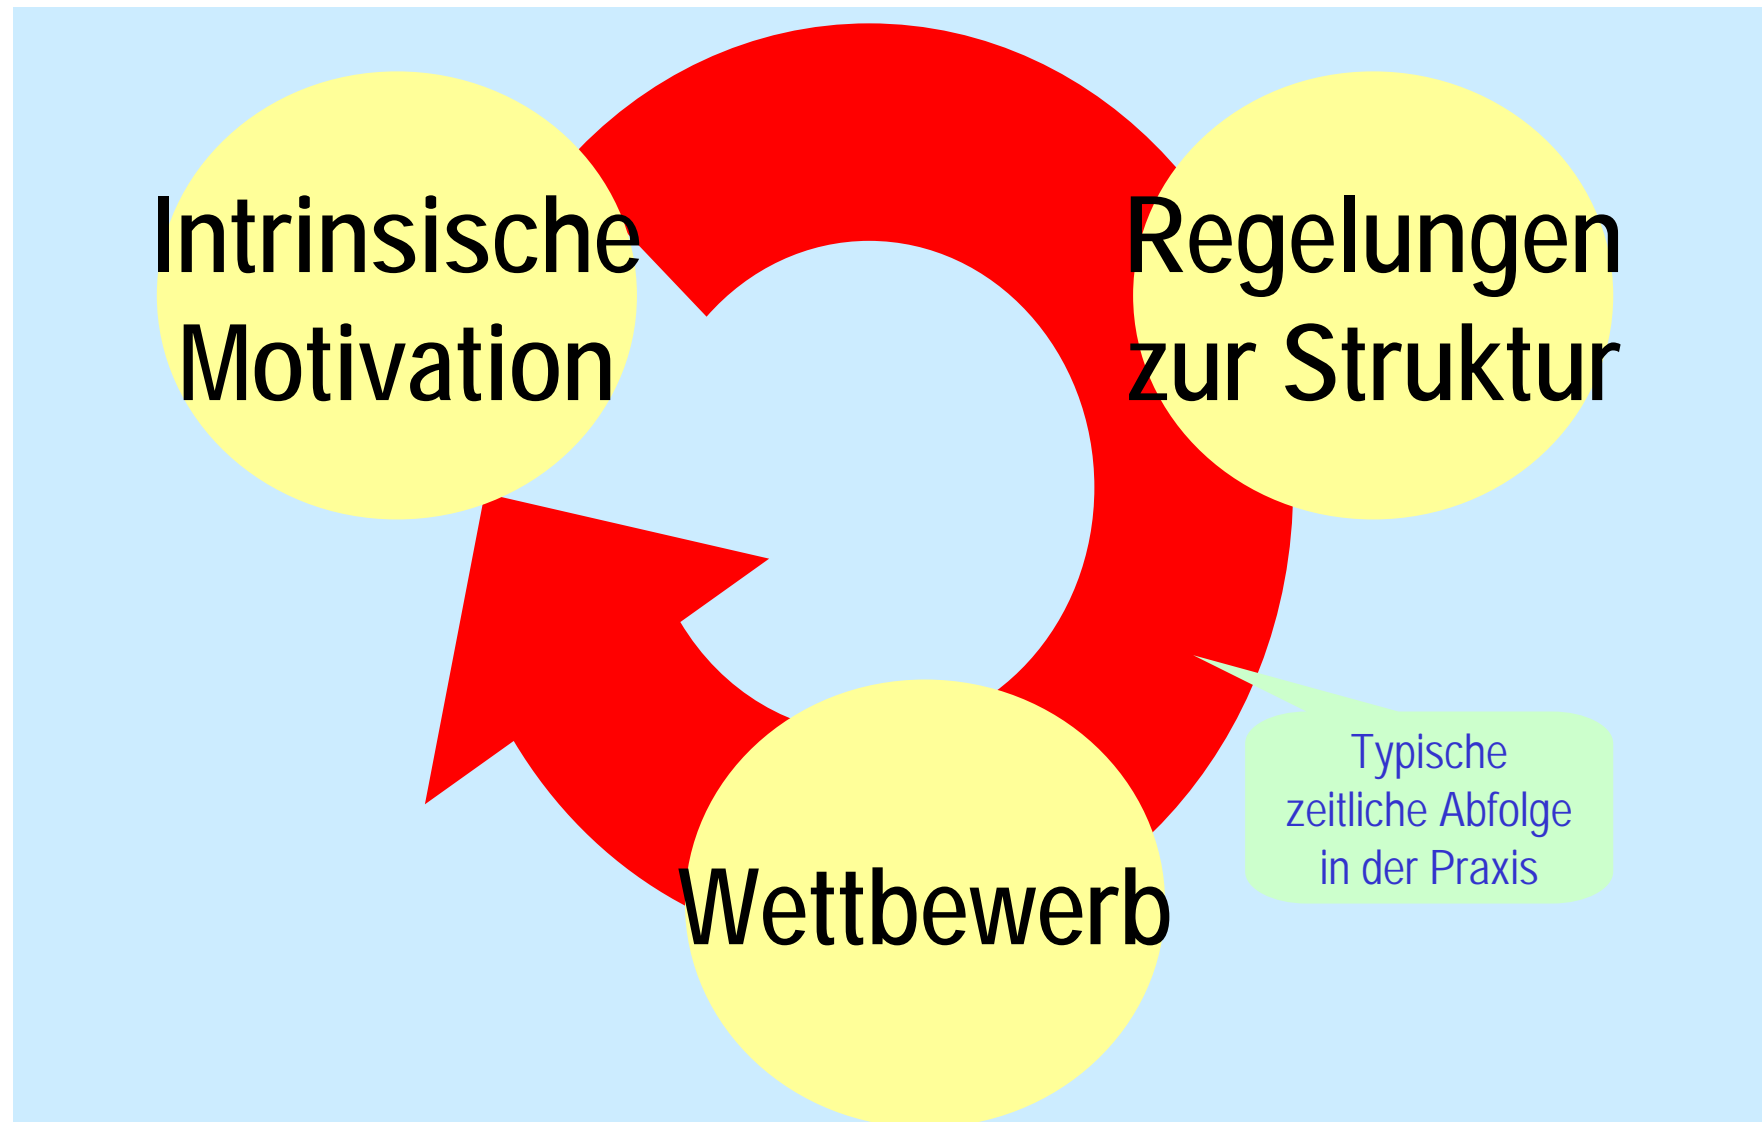 Intrinsische
Motivation
Regelungen
zur Struktur
Wettbewerb
Typische
zeitliche Abfolge
in der Praxis